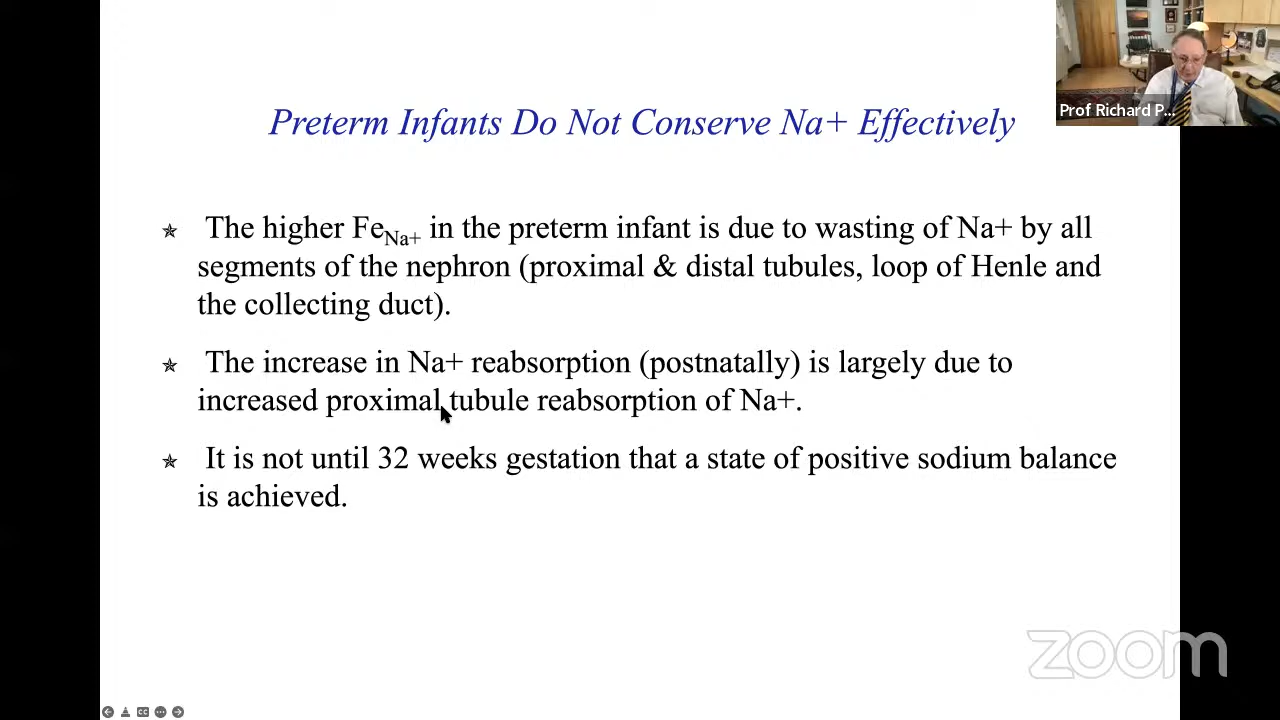 Preterm Infants Do Not Conserve Na+ Effectively
Prof Richard P...
The higher FeNa+ in the preterm infant is due to wasting of Na+ by all
segments of the nephron (proximal & distal tubules, loop of Henle and
the collecting duct).
The increase in Na+ reabsorption (postnatally) is largely due to
increased proximal tubule reabsorption of Na+.
It is not until 32 weeks gestation that a state of positive sodium balance
is achieved.
zoom
CC